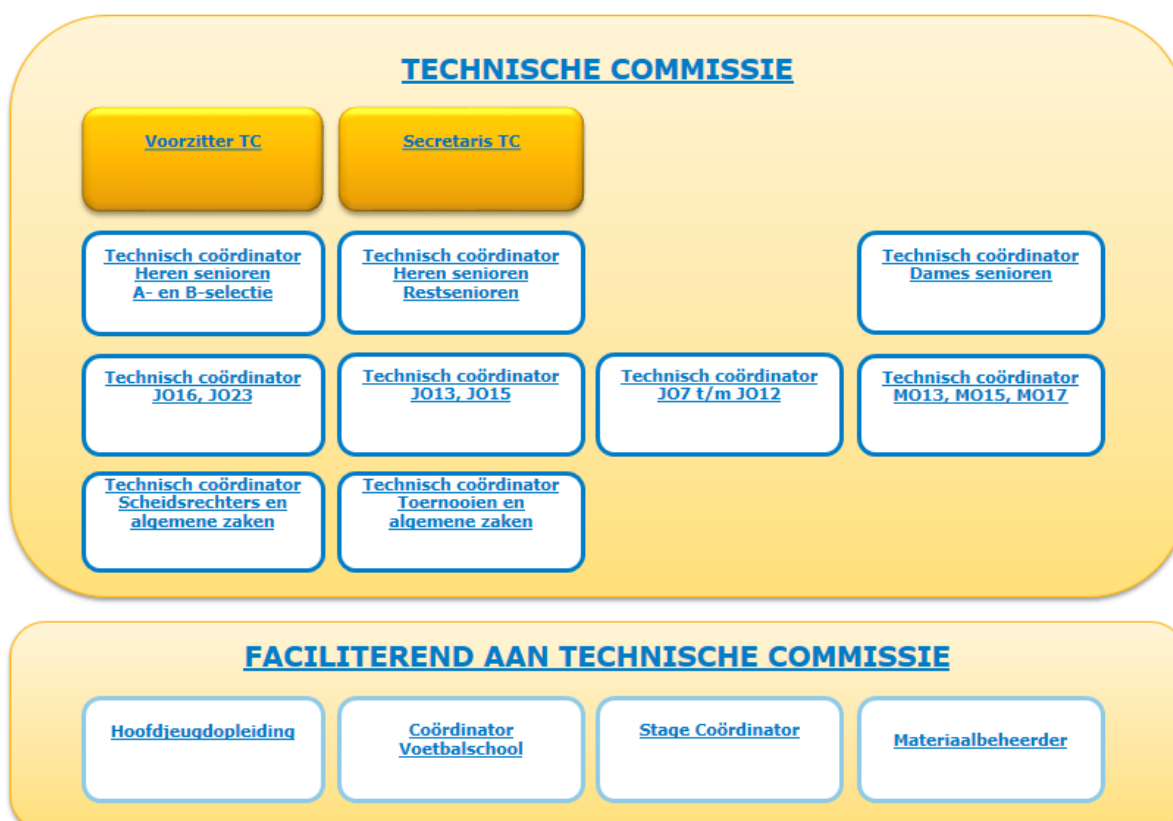 TECHNISCHE COMMISSIE
Voorzitter TC
Secretaris TC
Technisch coördinator
Heren senioren
A- en B-selectie
Technisch coördinator
Heren senioren
Restsenioren
Technisch coördinator
Dames senioren
Technisch coördinator
JO16, JO23
Technisch coördinator
JO13, JO15
Technisch coördinator
JO7 t/m JO12
Technisch coördinator
MO13, MO15, MO17
Technisch coördinator
Scheidsrechters en
algemene zaken
Technisch coördinator
Toernooien en
algemene zaken
FACILITEREND AAN TECHNISCHE COMMISSIE
Hoofdjeugdopleiding
Coördinator
Voetbalschool
Stage Coördinator
Materiaalbeheerder